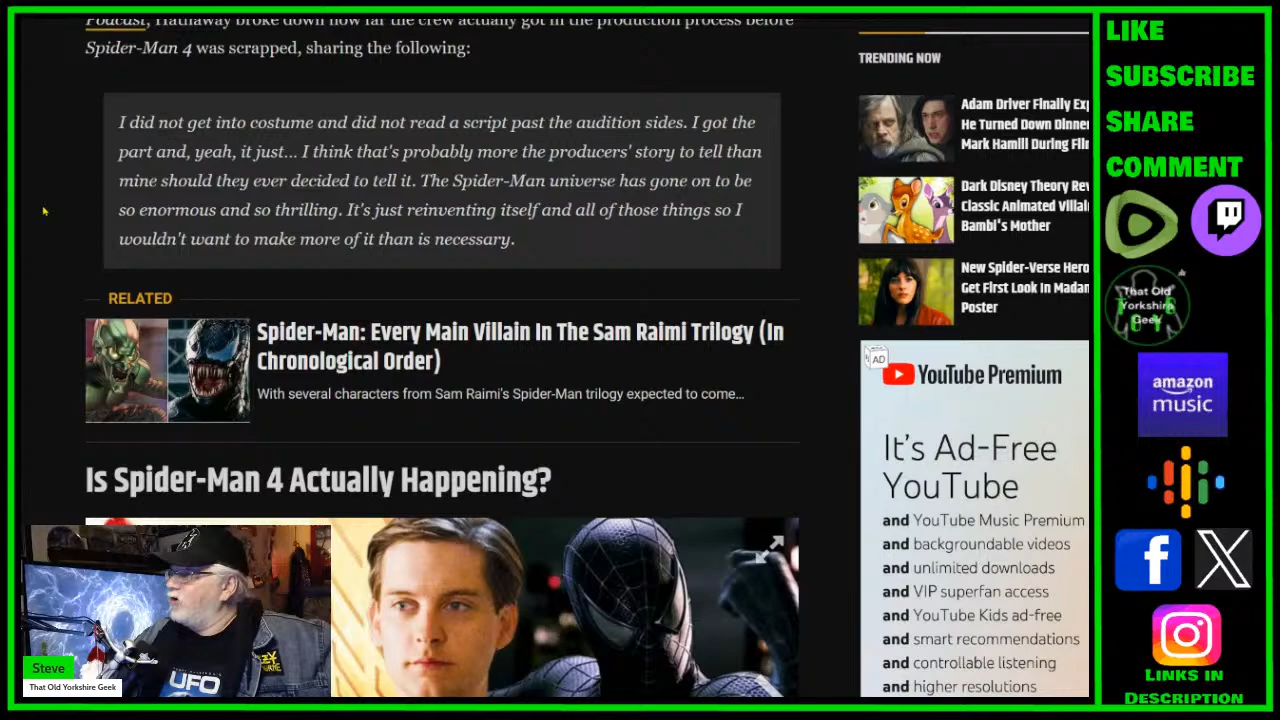 Podcast, Hathaway broke down how far the crew actually got in the production process before
Spider-Man 4 was scrapped, sharing the following:
I did not get into costume and did not read a script past the audition sides. I got the
part and, yeah, it just... I think that's probably more the producers' story to tell than
mine should they ever decided to tell it. The Spider-Man universe has gone on to be
so enormous and so thrilling. It's just reinventing itself and all of those things so I
wouldn't want to make more of it than is necessary.
RELATED
Spider-Man: Every Main Villain In The Sam Raimi Trilogy (In
Chronological Order)
With several characters from Sam Raimi's Spider-Man trilogy expected to come...
Is Spider-Man 4 Actually Happening?
Steve
That Old Yorkshire Geek
UFO
TRENDING NOW
Adam Driver Finally Exp
He Turned Down Dinner
Mark Hamill During Film
Dark Disney Theory Rev
Classic Animated Villai
Bambi's Mother
New Spider-Verse Hero
Get First Look In Madam
Poster
AD
YouTube Premium
It's Ad-Free
YouTube
and YouTube Music Premium
and backgroundable videos
and unlimited downloads
and VIP superfan access
and YouTube Kids ad-free
and smart recommendations
and controllable listening
and higher resolutions
LIKE
SUBSCRIBE
SHARE
COMMENT
That Old
Yorkshire
Geek
amazon
music
f
X
LINKS IN
DESCRIPTION